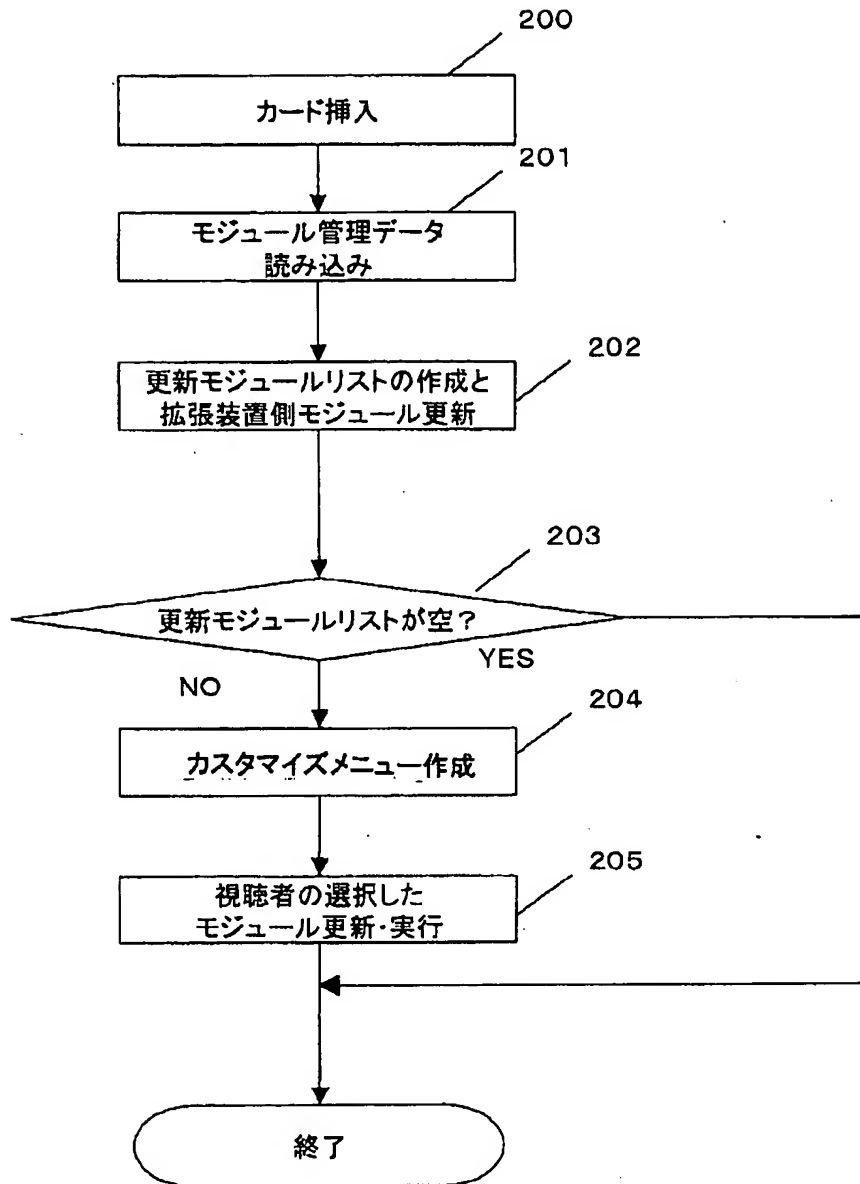 200
カード挿入
201
モジュール管理データ
読み込み
202
更新モジュールリストの作成と
拡張装置側モジュール更新
203
更新モジュールリストが空?
YES
NO
204
カスタマイズメニュー作成
205
視聴者の選択した
モジュール更新・実行
終了